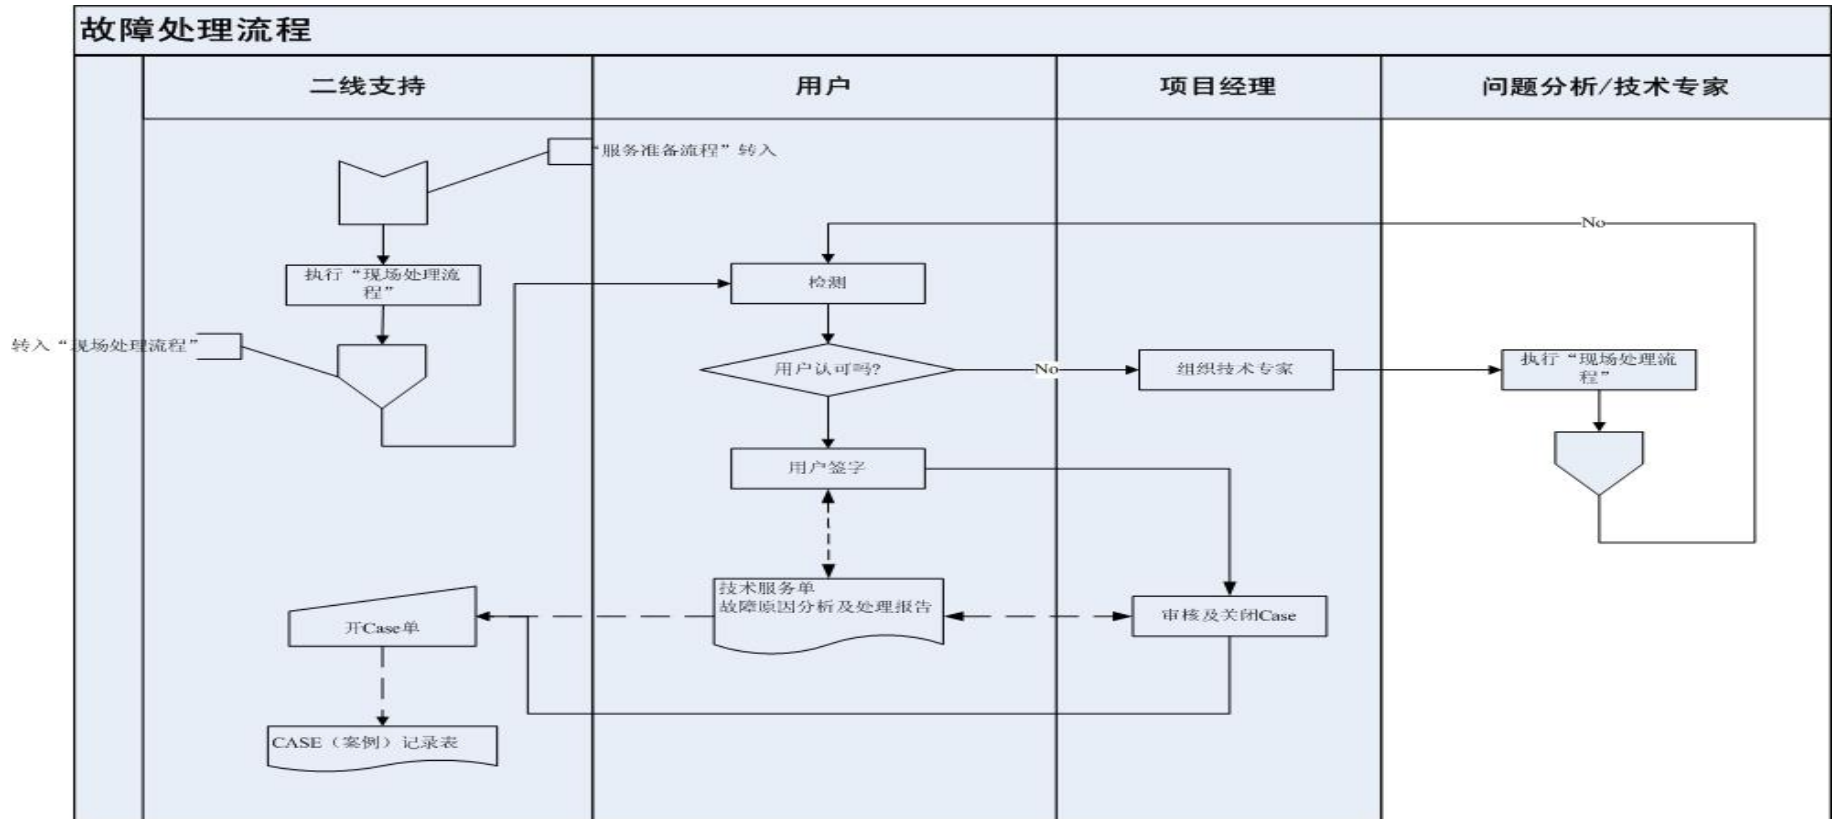 故障处理流程
二线支持
用户
项目经理
问题分析/技术专家
“服务准备流程”转入
No
执行“现场处理流
程”
检测
转入“现场处理流程”
用户认可吗?
No
组织技术专家
执行“现场处理流
程”
用户签字
技术服务单
故障原因分析及处理报告
审核及关闭Case
开Case单
CASE（案例）记录表